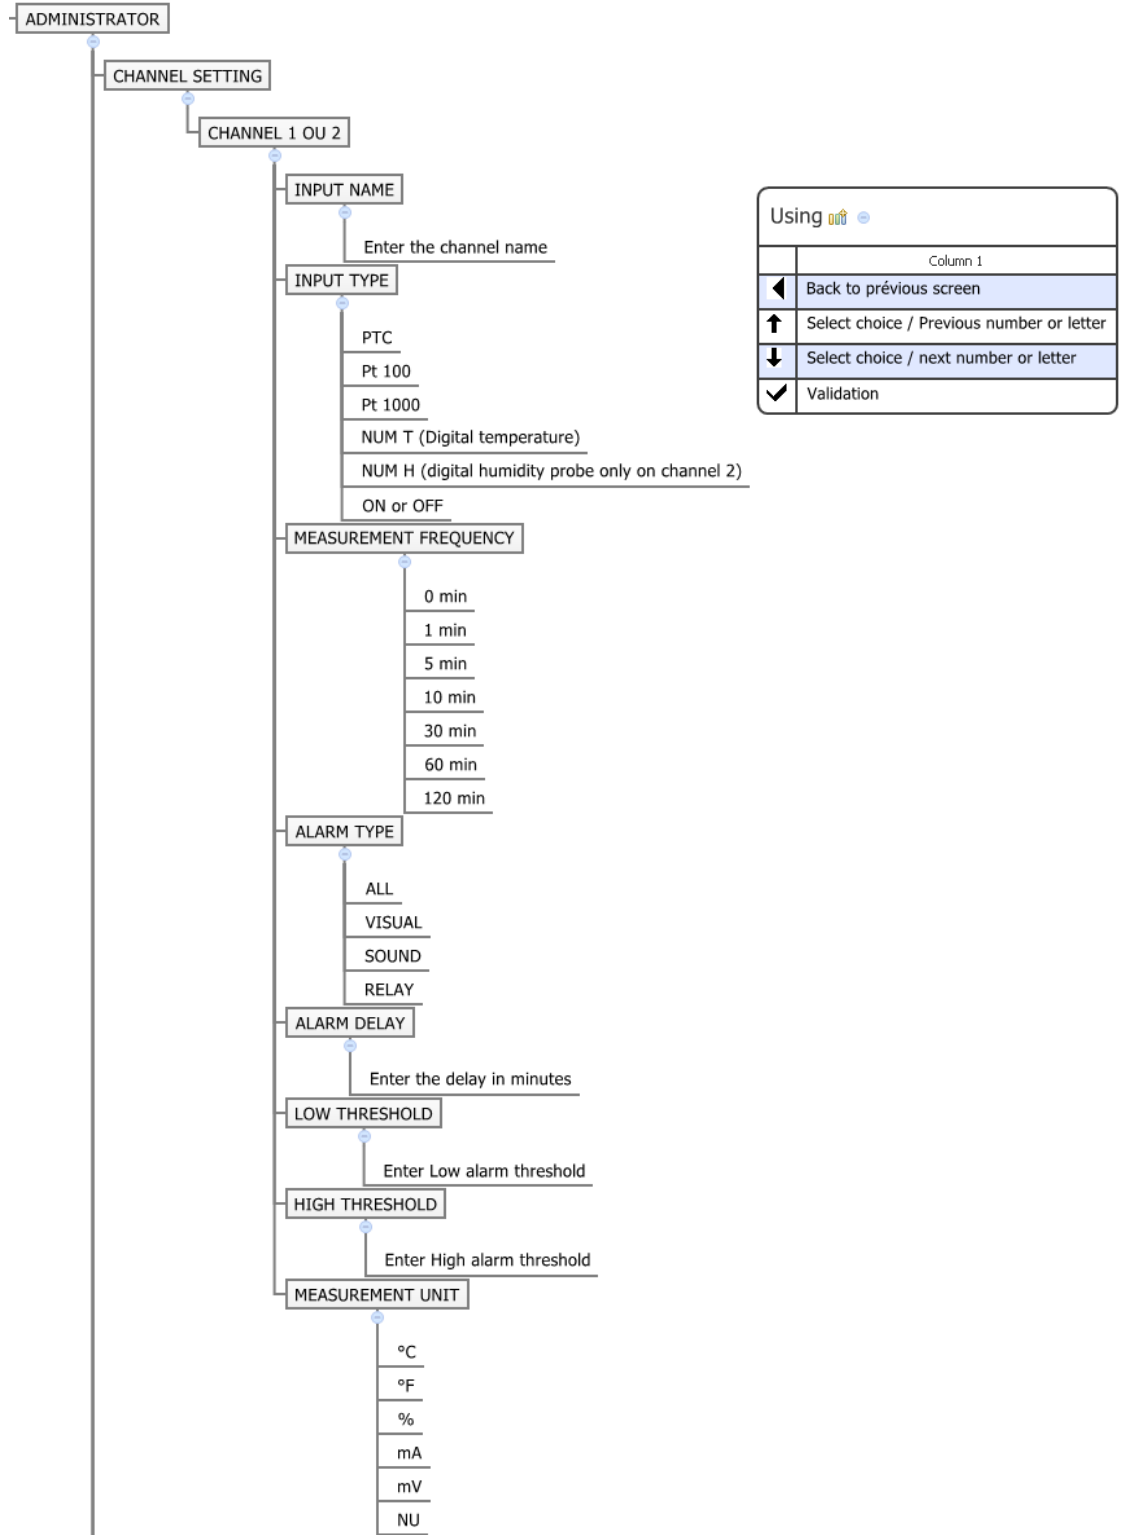 ADMINISTRATOR
CHANNEL SETTING
CHANNEL 1 OU 2
INPUT NAME
Enter the channel name
INPUT TYPE
PTC
Pt 100
Pt 1000
NUM T (Digital temperature)
NUM H (digital humidity probe only on channel 2)
ON or OFF
MEASUREMENT FREQUENCY
0 min
1 min
5 min
10 min
30 min
60 min
120 min
ALARM TYPE
ALL
VISUAL
SOUND
RELAY
ALARM DELAY
Enter the delay in minutes
LOW THRESHOLD
Enter Low alarm threshold
HIGH THRESHOLD
Enter High alarm threshold
MEASUREMENT UNIT
°C
°F
%
mA
mV
NU
Using
Column 1
Back to prévious screen
Select choice / Previous number or letter
Select choice / next number or letter
Validation